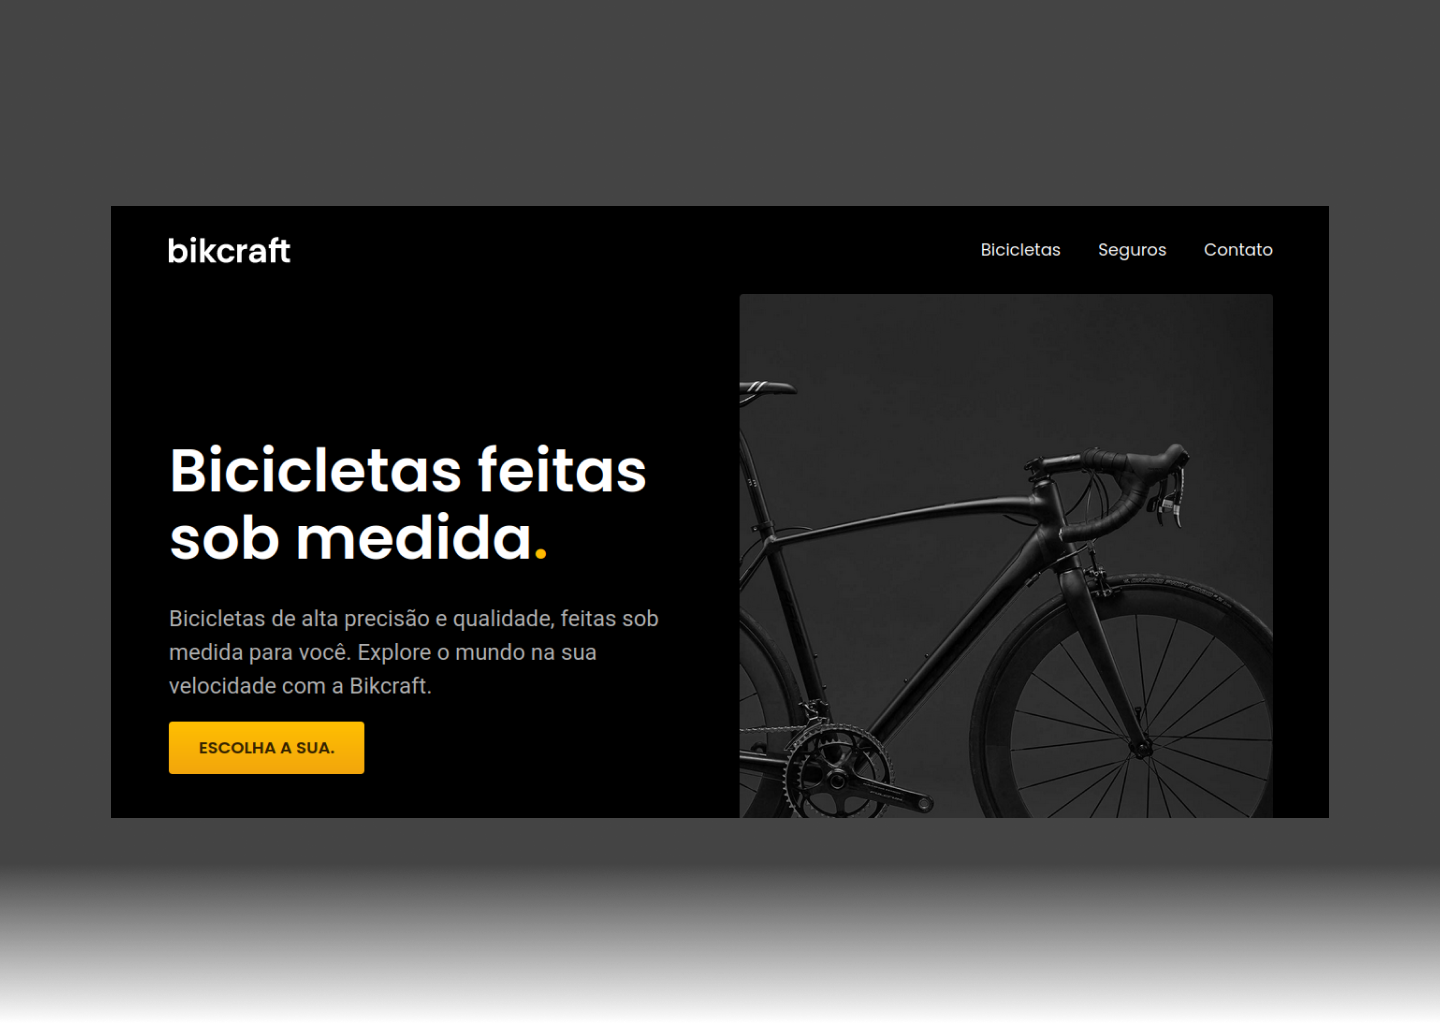 bikcraft
Bicicletas Seguros Contato
Bicicletas feitas
sob medida.
Bicicletas de alta precisão e qualidade, feitas sob
medida para você. Explore o mundo na sua
velocidade com a Bikcraft.
ESCOLHA A SUA.